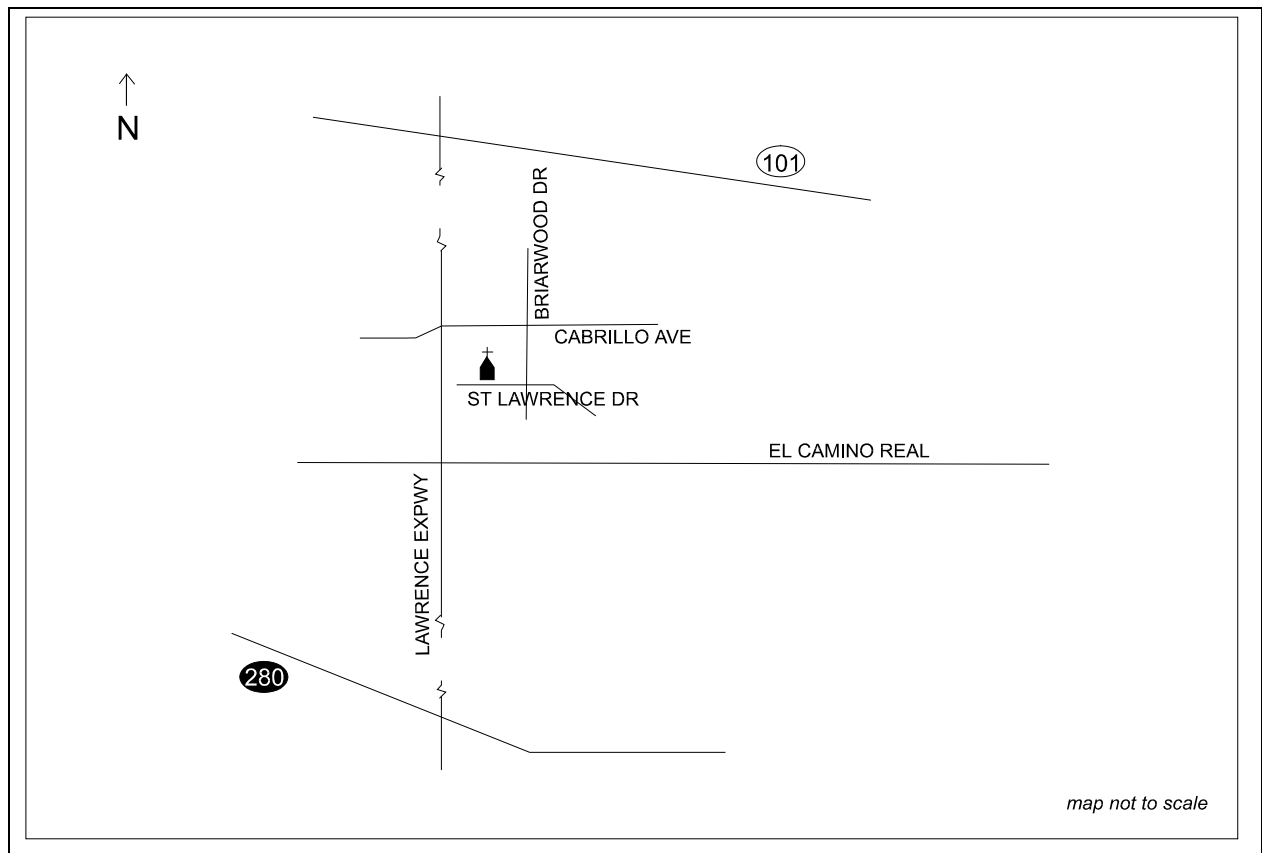 N
101
BRIARWOOD DR
CABRILLO AVE
ST LAWRENCE DR
EL CAMINO REAL
LAWRENCE EXPWY
280
map not to scale